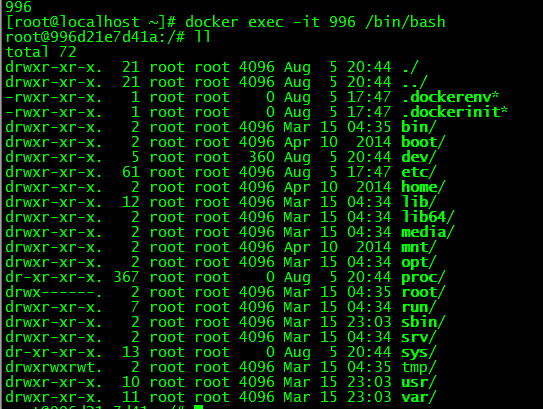 996
[root@localhost ~]# docker exec -it 996 /bin/bash
root@996d21e7d41a:/# ll
total 72
drwxr-xr-x.  21 root root 4096 Aug  5 20:44 ./
drwxr-xr-x.  21 root root 4096 Aug  5 20:44 ../
-rwxr-xr-x.   1 root root    0 Aug  5 17:47 .dockerenv*
-rwxr-xr-x.   1 root root    0 Aug  5 17:47 .dockerinit*
drwxr-xr-x.   2 root root 4096 Mar 15 04:35 bin/
drwxr-xr-x.   2 root root 4096 Apr 10  2014 boot/
drwxr-xr-x.   5 root root  360 Aug  5 20:44 dev/
drwxr-xr-x.  61 root root 4096 Aug  5 17:47 etc/
drwxr-xr-x.   2 root root 4096 Apr 10  2014 home/
drwxr-xr-x.  12 root root 4096 Mar 15 04:34 lib/
drwxr-xr-x.   2 root root 4096 Mar 15 04:34 lib64/
drwxr-xr-x.   2 root root 4096 Mar 15 04:34 media/
drwxr-xr-x.   2 root root 4096 Apr 10  2014 mnt/
drwxr-xr-x.   2 root root 4096 Mar 15 04:34 opt/
dr-xr-xr-x. 367 root root    0 Aug  5 20:44 proc/
drwx------.   2 root root 4096 Mar 15 04:35 root/
drwxr-xr-x.   7 root root 4096 Mar 15 04:34 run/
drwxr-xr-x.   2 root root 4096 Mar 15 23:03 sbin/
drwxr-xr-x.   2 root root 4096 Mar 15 04:34 srv/
dr-xr-xr-x.  13 root root    0 Aug  5 20:44 sys/
drwxrwxrwt.   2 root root 4096 Mar 15 04:35 tmp/
drwxr-xr-x.  10 root root 4096 Mar 15 23:03 usr/
drwxr-xr-x.  11 root root 4096 Mar 15 23:03 var/
root@996d21e7d41a:/#